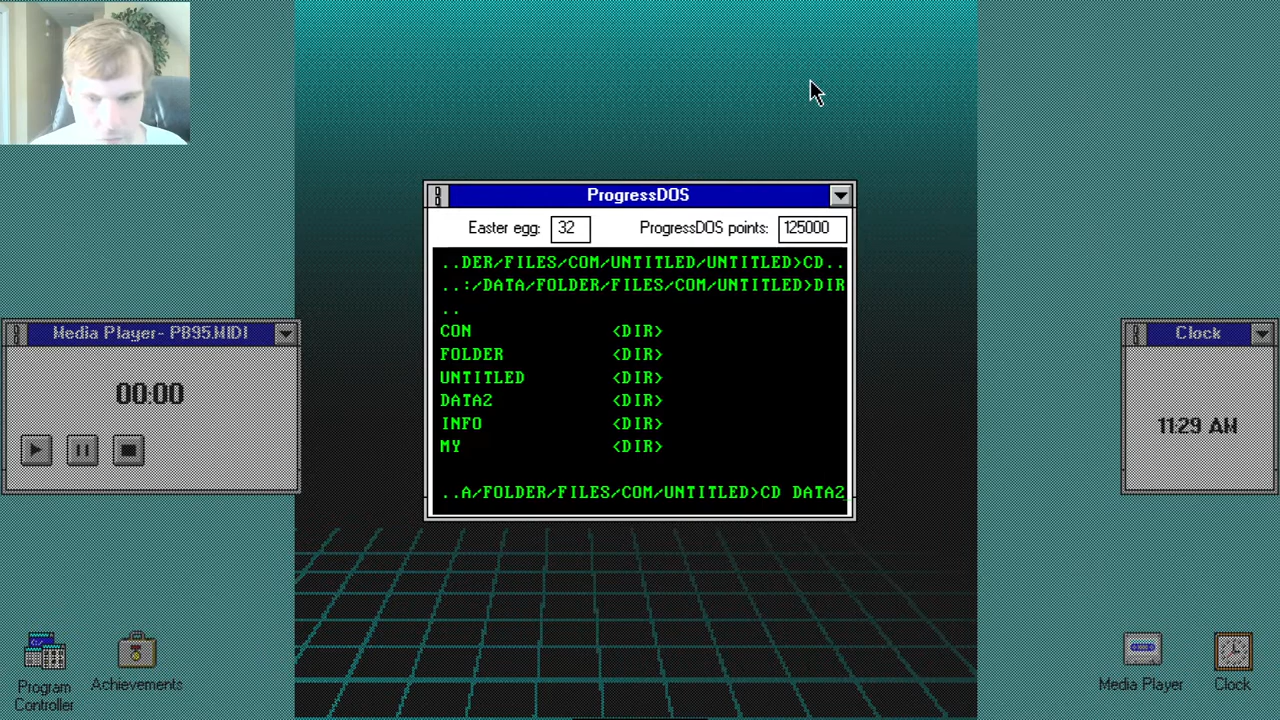 ProgressDOS
Easter egg: 32 ProgressDOS points: 125000
..DER/FILES/COM/UNTITLED/UNTITLED>CD..
..:/DATA/FOLDER/FILES/COM/UNTITLED>DIR
..
CON <DIR>
FOLDER <DIR>
UNTITLED <DIR>
DATA2 <DIR>
INFO <DIR>
MY <DIR>
..A/FOLDER/FILES/COM/UNTITLED>CD DATA2_
Media Player- PB95.MIDI
00:00
Clock
11:29 AM
Program
Controller
Achievements
Media Player
Clock